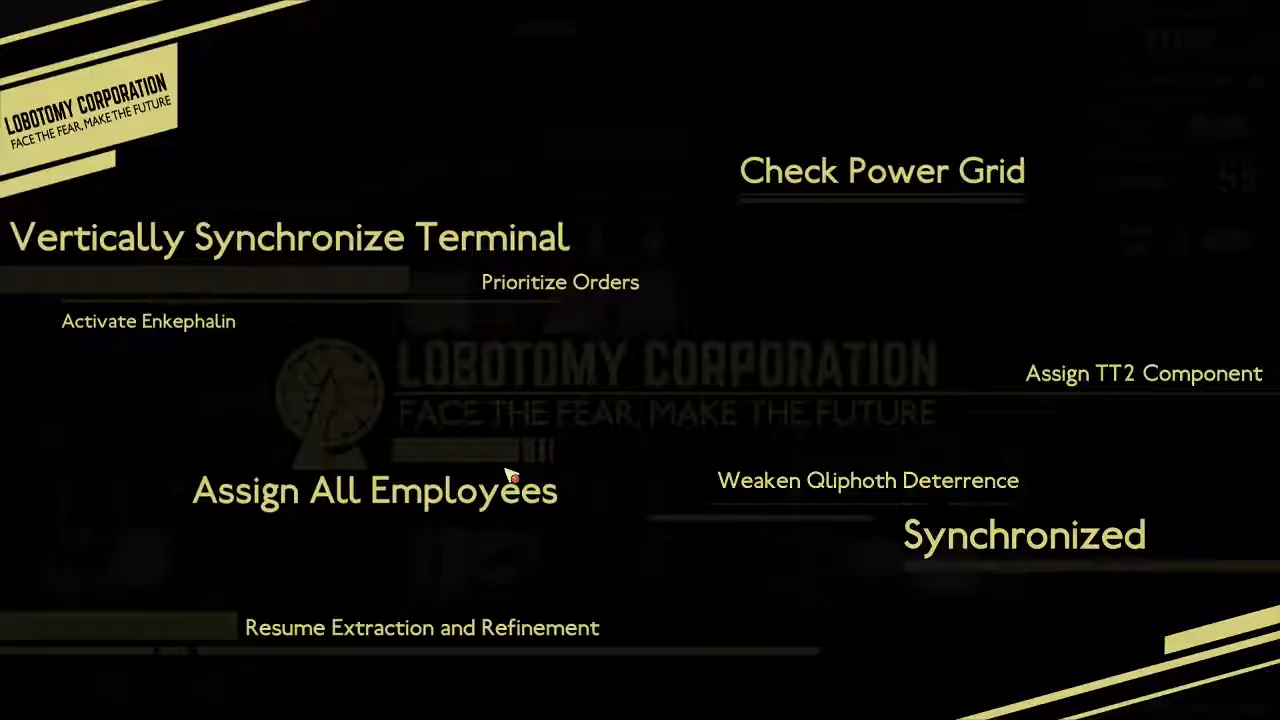 LOBOTOMY CORPORATION
FACE THE FEAR, MAKE THE FUTURE
Check Power Grid
Vertically Synchronize Terminal
Prioritize Orders
Activate Enkephalin
LOBOTOMY CORPORATION
FACE THE FEAR, MAKE THE FUTURE
Assign TT2 Component
Assign All Employees
Weaken Qliphoth Deterrence
Synchronized
Resume Extraction and Refinement